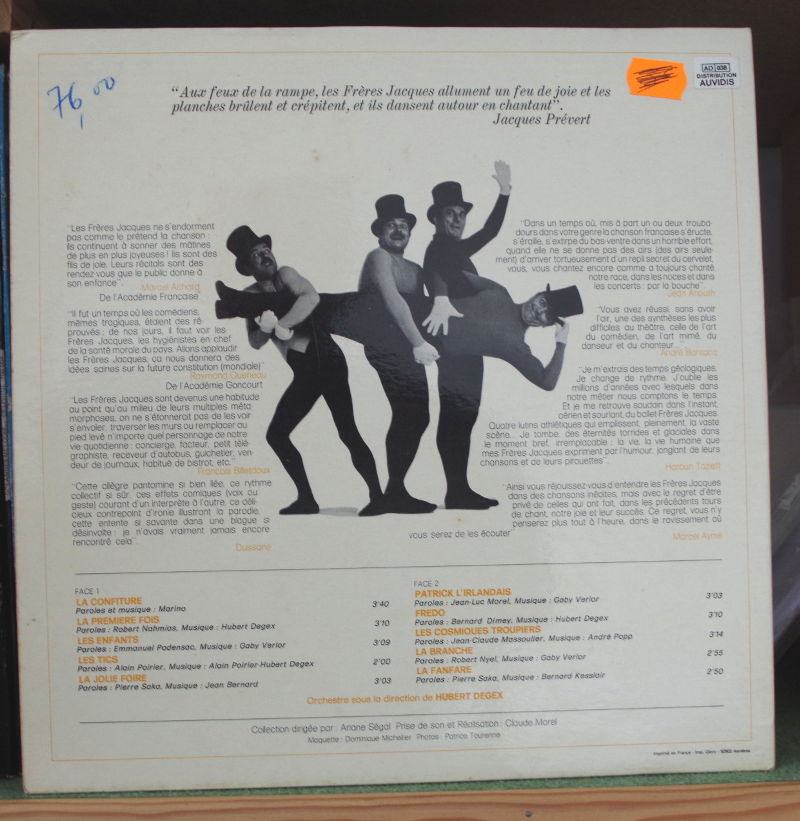 76,00
AD 038
DISTRIBUTION
AUVIDIS
“Aux feux de la rampe, les Frères Jacques allument un feu de joie et les
planches brûlent et crépitent, et ils dansent autour en chantant”.
Jacques Prévert
“Les Frères Jacques ne s'endorment
pas comme le prétend la chanson :
ils continuent à sonner des mâtines
de plus en plus joyeuses ! Ils sont des
fils de joie. Leurs récitals sont des
rendez-vous que le public donne à
son enfance”.
Marcel Achard
De l'Académie Française
“Il fut un temps où les comédiens,
mêmes tragiques, étaient des ré-
prouvés ; de nos jours, il faut voir les
Frères Jacques, les hygiénistes en chef
de la santé morale du pays. Allons applaudir
les Frères Jacques, ça nous donnera des
idées saines sur la future constitution (mondiale)”
Raymond Queneau
De l'Académie Goncourt
“Les Frères Jacques sont devenus une habitude
au point qu'au milieu de leurs multiples méta
morphoses, on ne s'étonnerait pas de les voir
s'envoler, traverser les murs ou remplacer au
pied levé n'importe quel personnage de notre
vie quotidienne : concierge, facteur, petit télé
graphiste, receveur d'autobus, guichetier, ven-
deur de journaux, habitué de bistrot, etc.”
François Billetdoux
“Cette allègre pantomine si bien liée, ce rythme
collectif si sûr, ces effets comiques (voix ou
geste) courant d'un interprète à l'autre, ce déli-
cieux contrepoint d'ironie illustrant la parodie,
cette entente si savante dans une blague si
désinvolte : je n'avais vraiment jamais encore
rencontré cela”.
Dussane
“Dans un temps où, mis à part un ou deux trouba-
dours dans votre genre la chanson française s'éructe,
s'éraille, s'extirpe du bas-ventre dans un horrible effort,
quand elle ne se donne pas des airs (des airs seule-
ment) d'arriver tortueusement d'un repli secret du cervelet,
vous, vous chantez encore comme a toujours chanté
notre race, dans les noces et dans
les concerts : par la bouche”.
Jean Anouilh
“Vous avez réussi, sans avoir
l'air, une des synthèses les plus
difficiles au théâtre, celle de l'art
du comédien, de l'art mimé, du
danseur et du chanteur...”
André Barsacq
“Je m'extrais des temps géologiques.
Je change de rythme. J'oublie les
millions d'années avec lesquels dans
notre métier nous comptons le temps.
Et je me retrouve soudain dans l'instant,
aérien et souriant, du ballet Frères Jacques.
Quatre lutins athlétiques qui emplissent, pleinement, la vaste
scène... Je tombe, des éternités torrides et glaciales dans
le moment bref, irremplaçable : la vie, la vie humaine que
mes Frères Jacques expriment par l'humour, jonglant de leurs
chansons et de leurs pirouettes”.
Haroun Tazieff
“Ainsi vous réjouissez-vous d'entendre les Frères Jacques
dans des chansons inédites, mais avec le regret d'être
privé de celles qui ont fait, dans les précédents tours
de chant, notre joie et leur succès. Ce regret, vous n'y
penserez plus tout à l'heure, dans le ravissement où
vous serez de les écouter”
Marcel Aymé
FACE 1
LA CONFITURE
Paroles et musique : Marino 3'40
LA PREMIERE FOIS
Paroles : Robert Nahmias, Musique : Hubert Degex 3'10
LES ENFANTS
Paroles : Emmanuel Podensac, Musique : Gaby Verlor 3'09
LES TICS
Paroles : Alain Poirier, Musique : Alain Poirier-Hubert Degex 2'00
LA JOLIE FOIRE
Paroles : Pierre Saka, Musique : Jean Bernard 3'03
FACE 2
PATRICK L'IRLANDAIS
Paroles : Jean-Luc Morel, Musique : Gaby Verlor 3'03
FREDO
Paroles : Bernard Dimey, Musique : Hubert Degex 3'10
LES COSMIQUES TROUPIERS
Paroles : Jean-Claude Massoulier, Musique : André Popp 3'14
LA BRANCHE
Paroles : Robert Nyel, Musique : Gaby Verlor 2'55
LA FANFARE
Paroles : Pierre Saka, Musique : Bernard Kesslair 2'50
Orchestre sous la direction de HUBERT DEGEX
Collection dirigée par : Ariane Ségal Prise de son et Réalisation : Claude Morel
Maquette : Dominique Michelier Photos : Patrice Tourenne
Imprimé en France - Imp. Glory - Asnières